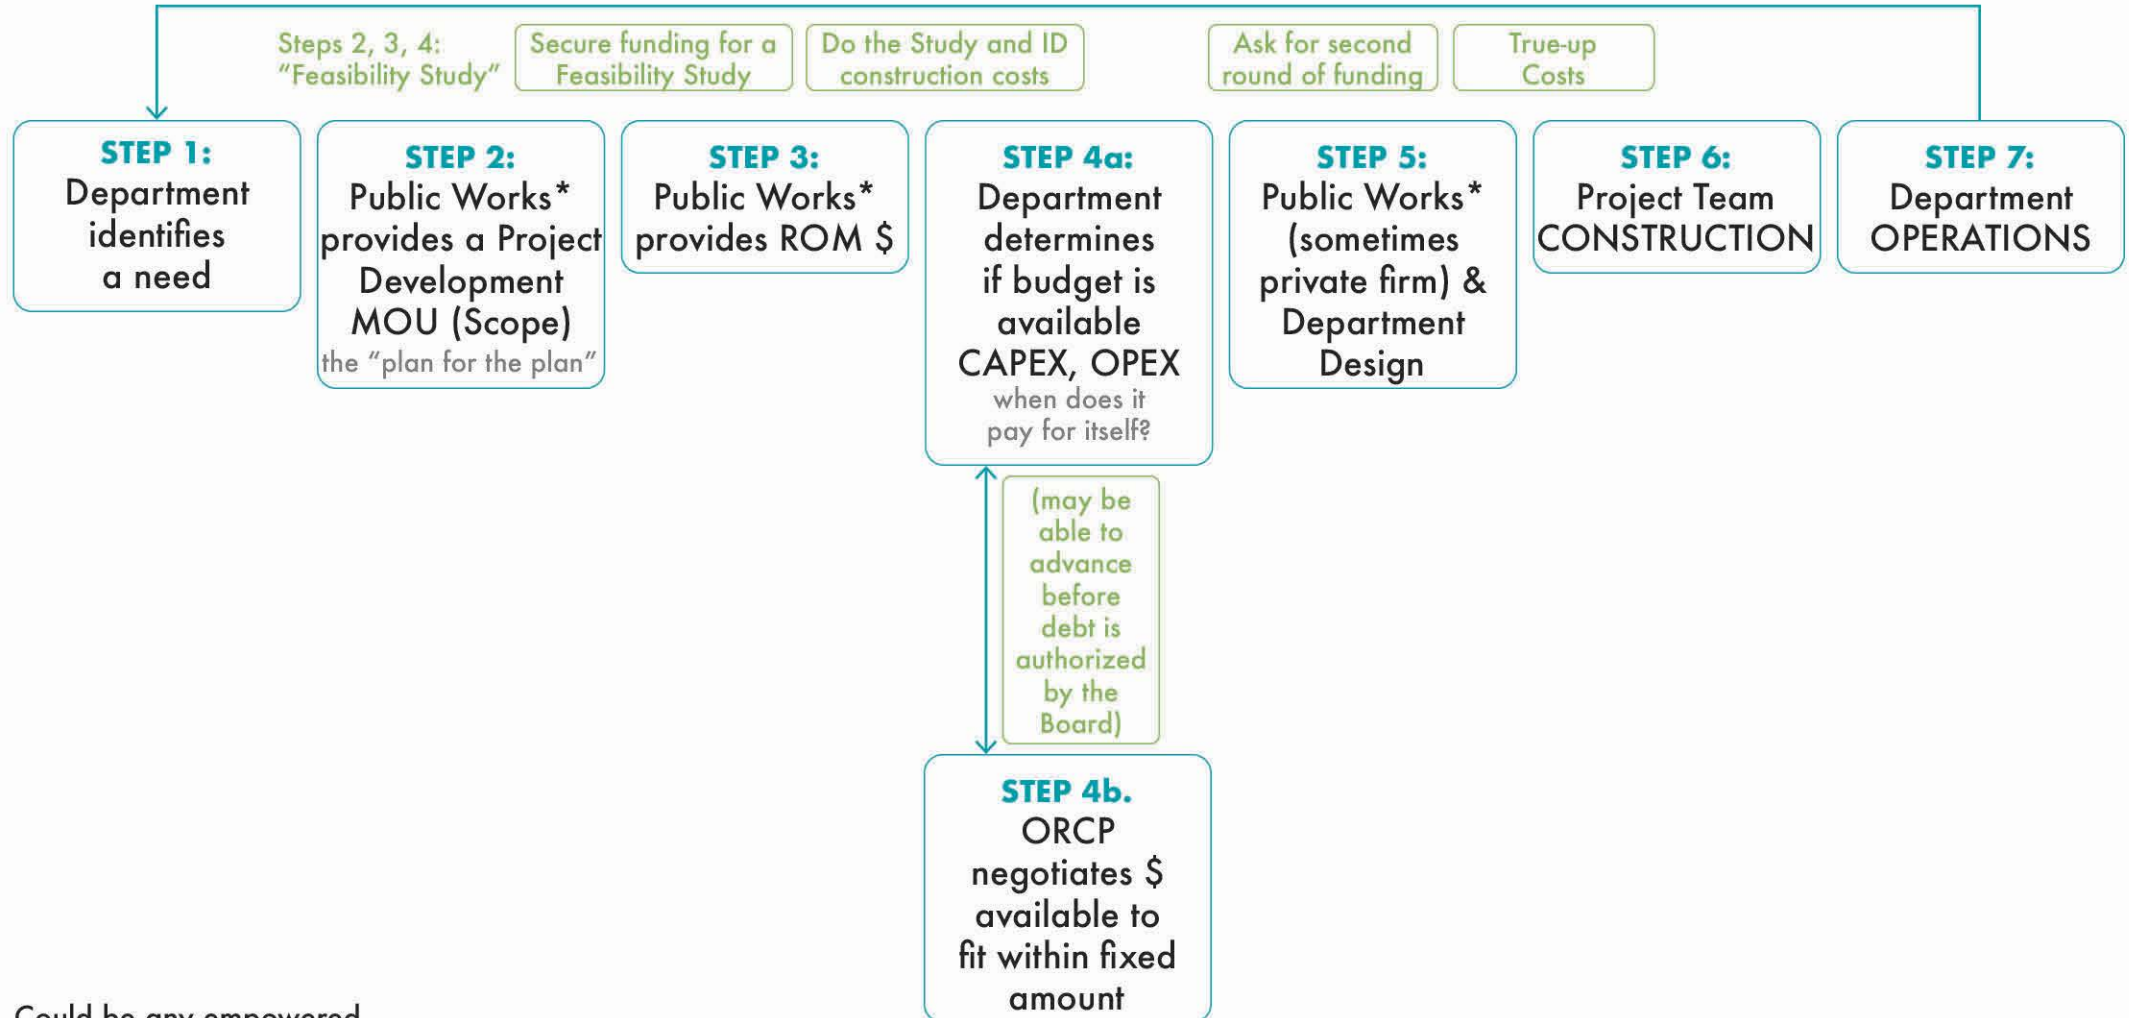 Steps 2, 3, 4:
“Feasibility Study”
Secure funding for a
Feasibility Study
Do the Study and ID
construction costs
Ask for second
round of funding
True-up
Costs
STEP 1:
Department
identifies
a need
STEP 2:
Public Works*
provides a Project
Development
MOU (Scope)
the “plan for the plan”
STEP 3:
Public Works*
provides ROM $
STEP 4a:
Department
determines
if budget is
available
CAPEX, OPEX
when does it
pay for itself?
STEP 5:
Public Works*
(sometimes
private firm) &
Department
Design
STEP 6:
Project Team
CONSTRUCTION
STEP 7:
Department
OPERATIONS
(may be
able to
advance
before
debt is
authorized
by the
Board)
STEP 4b.
ORCP
negotiates $
available to
fit within fixed
amount
Could be any empowered